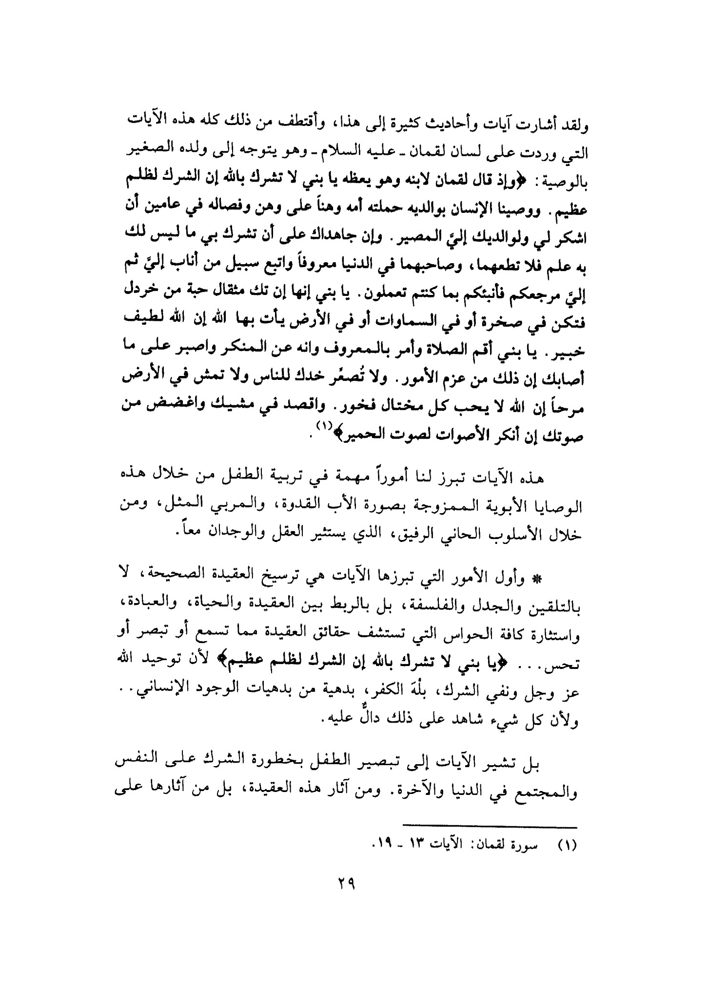 ولقد أشارت آيات وأحاديث كثيرة إلى هذا، وأقتطف من ذلك كله هذه الآيات
التي وردت على لسان لقمان ـ عليه السلام ـ وهو يتوجه إلى ولده الصغير
بالوصية: ﴿وإذ قال لقمان لابنه وهو يعظه يا بني لا تشرك بالله إن الشرك لظلم
عظيم. ووصينا الإنسان بوالديه حملته أمه وهناً على وهن وفصاله في عامين أن
اشكر لي ولوالديك إليَّ المصير. وإن جاهداك على أن تشرك بي ما ليس لك
به علم فلا تطعهما، وصاحبهما في الدنيا معروفاً واتبع سبيل من أناب إليَّ ثم
إليَّ مرجعكم فأنبئكم بما كنتم تعملون. يا بني إنها إن تك مثقال حبة من خردل
فتكن في صخرة أو في السماوات أو في الأرض يأت بها الله إن الله لطيف
خبير. يا بني أقم الصلاة وأمر بالمعروف وانه عن المنكر واصبر على ما
أصابك إن ذلك من عزم الأمور. ولا تُصعِّر خدك للناس ولا تمش في الأرض
مرحاً إن الله لا يحب كل مختال فخور. واقصد في مشيك واغضض من
صوتك إن أنكر الأصوات لصوت الحمير﴾(١).
هذه الآيات تبرز لنا أموراً مهمة في تربية الطفل من خلال هذه
الوصايا الأبوية الممزوجة بصورة الأب القدوة، والمربي المثل، ومن
خلال الأسلوب الحاني الرفيق، الذي يستثير العقل والوجدان معاً.
* وأول الأمور التي تبرزها الآيات هي ترسيخ العقيدة الصحيحة، لا
بالتلقين والجدل والفلسفة، بل بالربط بين العقيدة والحياة، والعبادة،
واستثارة كافة الحواس التي تستشف حقائق العقيدة مما تسمع أو تبصر أو
تحس... ﴿يا بني لا تشرك بالله إن الشرك لظلم عظيم﴾ لأن توحيد الله
عز وجل ونفي الشرك، بلْهَ الكفر، بدهية من بدهيات الوجود الإنساني..
ولأن كل شيء شاهد على ذلك دالٌّ عليه.
بل تشير الآيات إلى تبصير الطفل بخطورة الشرك على النفس
والمجتمع في الدنيا والآخرة. ومن آثار هذه العقيدة، بل من آثارها على
(١) سورة لقمان: الآيات ١٣ ـ ١٩.
٢٩